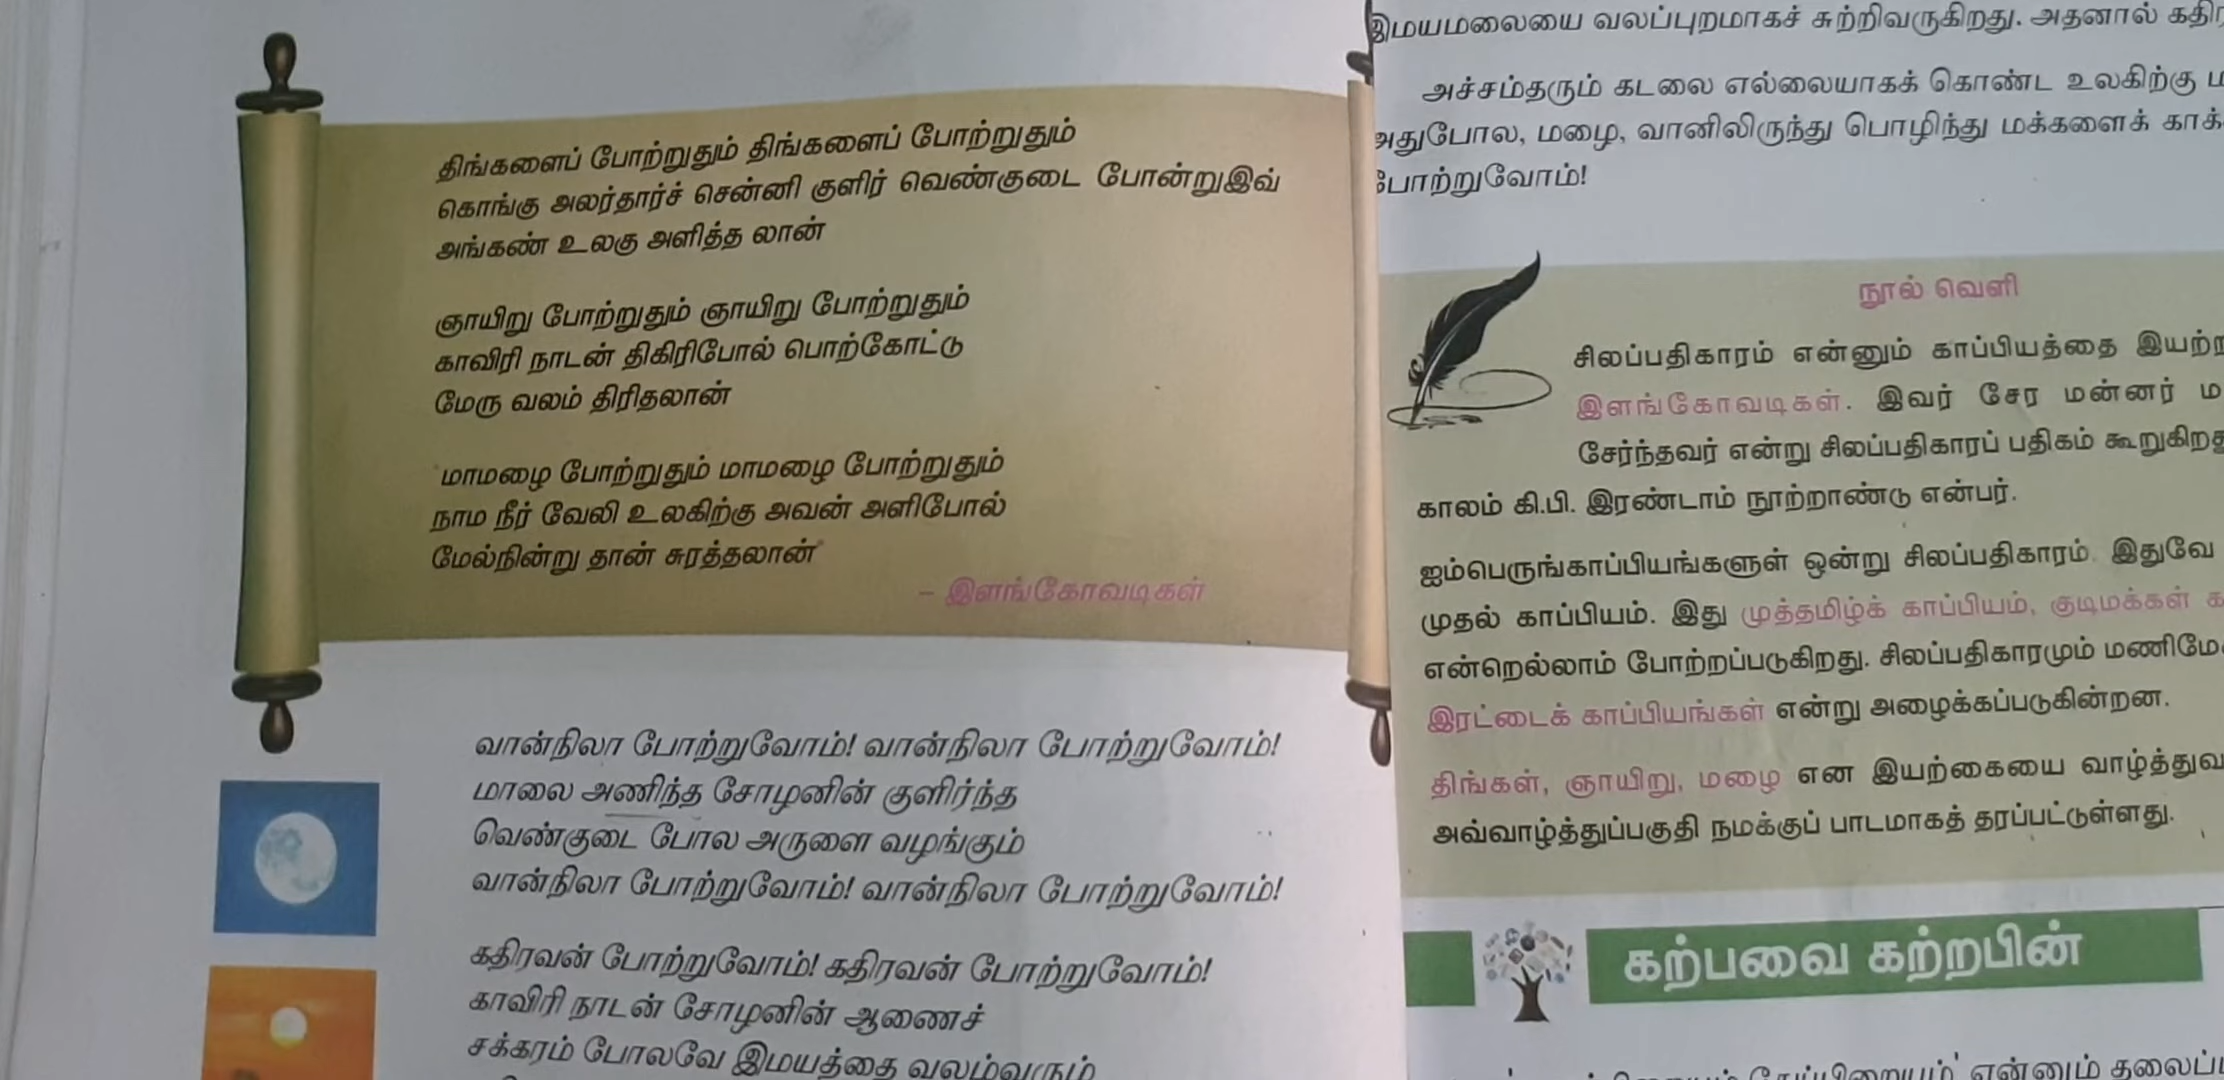 திங்களைப் போற்றுதும் திங்களைப் போற்றுதும்
கொங்கு அலர்தார்ச் சென்னி குளிர் வெண்குடை போன்றுஇவ்
அங்கண் உலகு அளித்த லான்
ஞாயிறு போற்றுதும் ஞாயிறு போற்றுதும்
காவிரி நாடன் திகிரிபோல் பொற்கோட்டு
மேரு வலம் திரிதலான்
மாமழை போற்றுதும் மாமழை போற்றுதும்
நாம நீர் வேலி உலகிற்கு அவன் அளிபோல்
மேல்நின்று தான் சுரத்தலான்
– இளங்கோவடிகள்
வான்நிலா போற்றுவோம்! வான்நிலா போற்றுவோம்!
மாலை அணிந்த சோழனின் குளிர்ந்த
வெண்குடை போல அருளை வழங்கும்
வான்நிலா போற்றுவோம்! வான்நிலா போற்றுவோம்!
கதிரவன் போற்றுவோம்! கதிரவன் போற்றுவோம்!
காவிரி நாடன் சோழனின் ஆணைச்
சக்கரம் போலவே இமயத்தை வலம்வரும்
இமயமலையை வலப்புறமாகச் சுற்றிவருகிறது. அதனால்
அச்சம்தரும் கடலை எல்லையாகக் கொண்ட உலகிற்கு
அதுபோல, மழை, வானிலிருந்து பொழிந்து மக்களைக்
போற்றுவோம்!
நூல் வெளி
சிலப்பதிகாரம் என்னும் காப்பியத்தை
இளங்கோவடிகள். இவர் சேர மன்னர்
சேர்ந்தவர் என்று சிலப்பதிகாரப் பதிகம்
காலம் கி.பி. இரண்டாம் நூற்றாண்டு என்பர்.
ஐம்பெருங்காப்பியங்களுள் ஒன்று சிலப்பதிகாரம். இதுவே
முதல் காப்பியம். இது முத்தமிழ்க் காப்பியம், குடிமக்கள்
என்றெல்லாம் போற்றப்படுகிறது. சிலப்பதிகாரமும்
இரட்டைக் காப்பியங்கள் என்று அழைக்கப்படுகின்றன.
திங்கள், ஞாயிறு, மழை என இயற்கையை
அவ்வாழ்த்துப்பகுதி நமக்குப் பாடமாகத் தரப்பட்டுள்ளது.
கற்பவை கற்றபின்
என்னும்